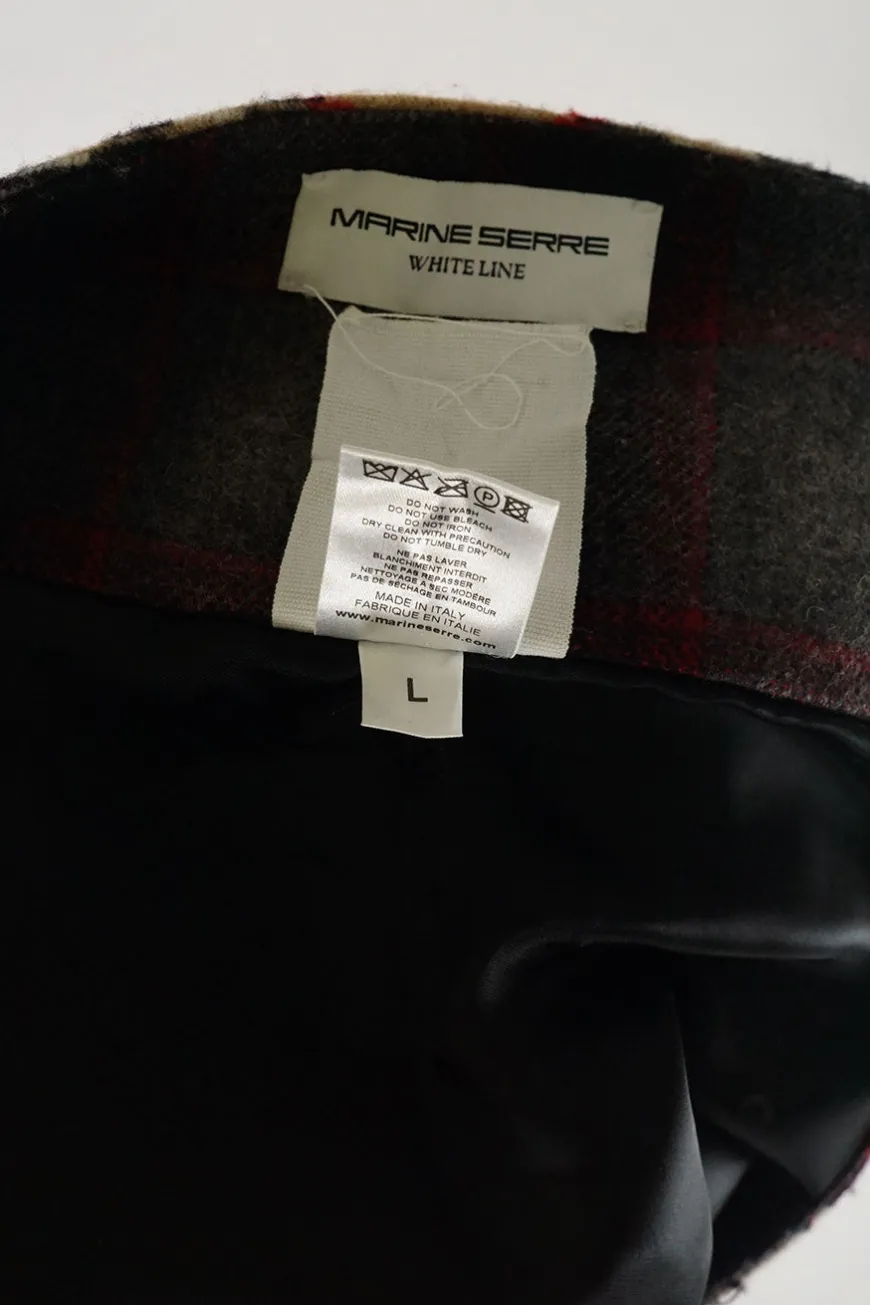 MARINE SERRE
WHITE LINE
P
DO NOT WASH
DO NOT USE BLEACH
DO NOT IRON
DRY CLEAN WITH PRECAUTION
DO NOT TUMBLE DRY
NE PAS LAVER
BLANCHIMENT INTERDIT
NE PAS REPASSER
NETTOYAGE A SEC MODÉRE
PAS DE SÉCHAGE EN TAMBOUR
MADE IN ITALY
FABRIQUE EN ITALIE
www.marineserre.com
L